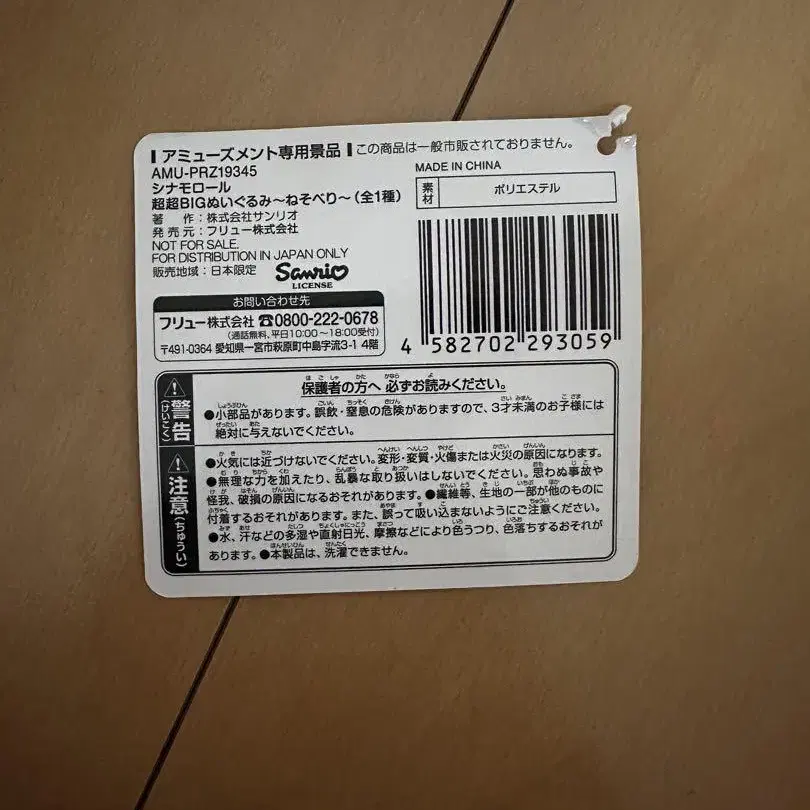 アミューズメント専用景品 この商品は一般市販されておりません。
AMU-PRZ19345
シナモロール
超超BIGぬいぐるみ~ねそべり~(全1種)
著 作:株式会社サンリオ
発売元:フリュー株式会社
NOT FOR SALE.
FOR DISTRIBUTION IN JAPAN ONLY
販売地域:日本限定
Sanrio
LICENSE
お問い合わせ先
フリュー株式会社 ☎0800-222-0678
(通話無料、平日10:00~18:00受付)
〒491-0364 愛知県一宮市萩原町中島字流3-1 4階
MADE IN CHINA
素材 ポリエステル
4 582702 293059
警告(けいこく)
保護者の方へ 必ずお読みください。
●小部品があります。誤飲・窒息の危険がありますので、3才未満のお子様には
絶対に与えないでください。
注意(ちゅうい)
●火気には近づけないでください。変形・変質・火傷または火災の原因になります。
●無理な力を加えたり、乱暴な取り扱いはしないでください。思わぬ事故や
怪我、破損の原因になるおそれがあります。●繊維等、生地の一部が他のものに
付着するおそれがあります。また、誤って吸い込まないようにご注意ください。
●水、汗などの多湿や直射日光、摩擦などにより色うつり、色落ちするおそれが
あります。●本製品は、洗濯できません。